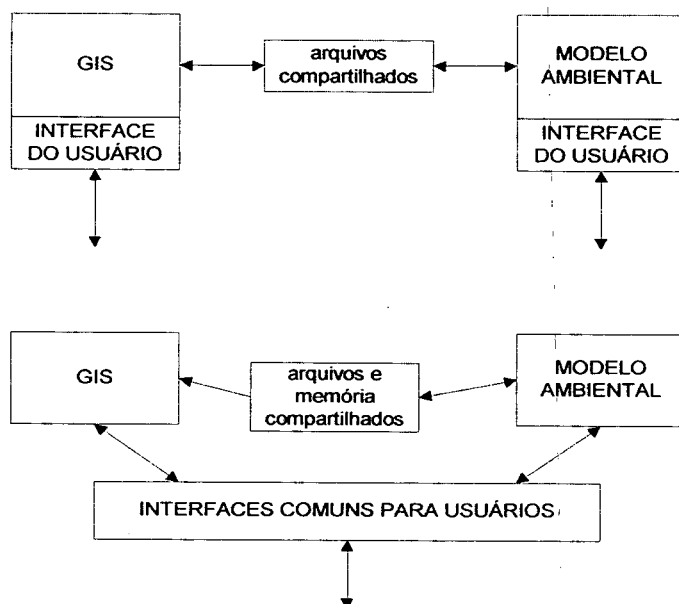 GIS
arquivos
compartilhados
MODELO
AMBIENTAL
INTERFACE
DO USUÁRIO
INTERFACE
DO USUÁRIO
GIS
arquivos e
memória
compartilhados
MODELO
AMBIENTAL
INTERFACES COMUNS PARA USUÁRIOS